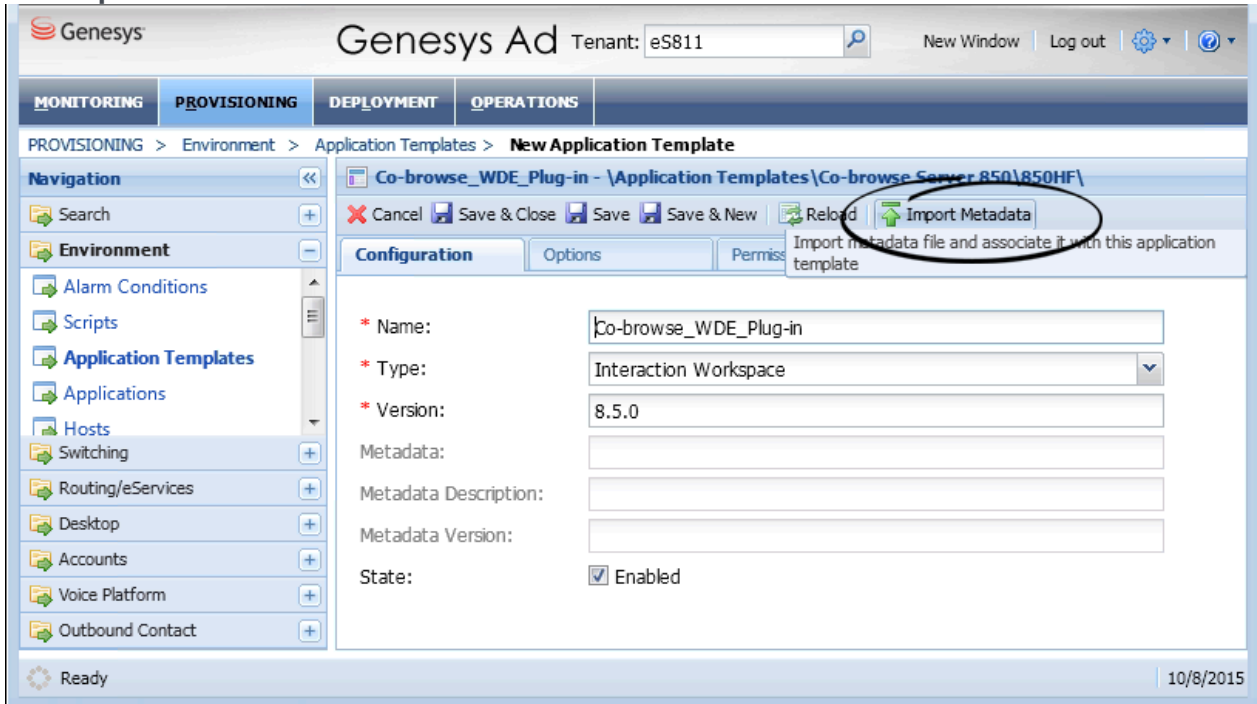 Genesys
Genesys Ad Tenant: eS811 New Window Log out
MONITORING PROVISIONING DEPLOYMENT OPERATIONS
PROVISIONING > Environment > Application Templates > New Application Template
Navigation
Co-browse_WDE_Plug-in - \Application Templates\Co-browse Server 850\850HF\
Search
Cancel Save & Close Save Save & New Reload Import Metadata
Import metadata file and associate it with this application
template
Environment
Configuration Options
Alarm Conditions
Scripts
Application Templates
Applications
Hosts
Switching
Routing/eServices
Desktop
Accounts
Voice Platform
Outbound Contact
* Name: Co-browse_WDE_Plug-in
* Type: Interaction Workspace
* Version: 8.5.0
Metadata:
Metadata Description:
Metadata Version:
State: Enabled
Ready 10/8/2015